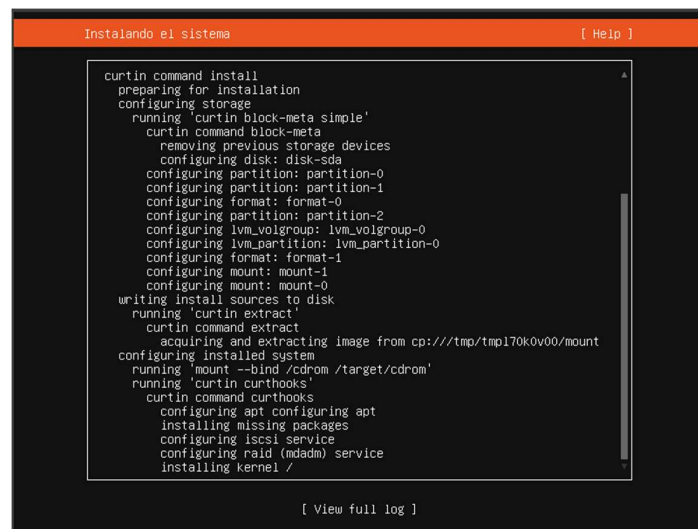 Instalando el sistema [ Help ]
curtin command install
preparing for installation
configuring storage
running 'curtin block-meta simple'
curtin command block-meta
removing previous storage devices
configuring disk: disk-sda
configuring partition: partition-0
configuring partition: partition-1
configuring format: format-0
configuring partition: partition-2
configuring lvm_volgroup: lvm_volgroup-0
configuring lvm_partition: lvm_partition-0
configuring format: format-1
configuring mount: mount-1
configuring mount: mount-0
writing install sources to disk
running 'curtin extract'
curtin command extract
acquiring and extracting image from cp:///tmp/tmpl70k0v00/mount
configuring installed system
running 'mount --bind /cdrom /target/cdrom'
running 'curtin curthooks'
curtin command curthooks
configuring apt configuring apt
installing missing packages
configuring iscsi service
configuring raid (mdadm) service
installing kernel /
[ View full log ]